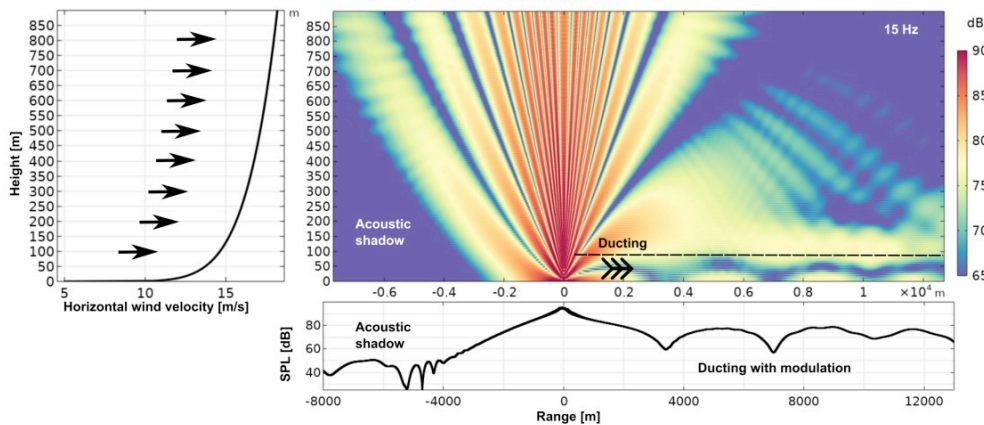 m
850
800
750
700
650
600
550
500
450
400
350
300
250
200
150
100
50
0
Height [m]
5 10 15
Horizontal wind velocity [m/s]
850
800
750
700
650
600
550
500
450
400
350
300
250
200
150
100
50
0
15 Hz
Acoustic
shadow
Ducting
-0.6 -0.4 -0.2 0 0.2 0.4 0.6 0.8 1 ×10⁴ m
dB
90
85
80
75
70
65
SPL [dB]
80
60
40
Acoustic
shadow
Ducting with modulation
-8000 -4000 0 4000 8000 12000
Range [m]